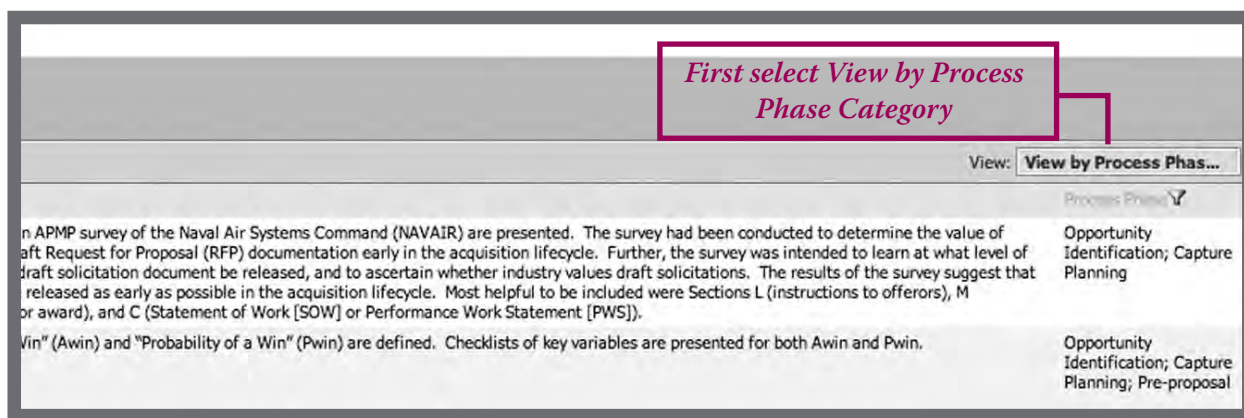 First select View by Process
Phase Category
View: View by Process Phas...
Process Phase
n APMP survey of the Naval Air Systems Command (NAVAIR) are presented. The survey had been conducted to determine the value of
aft Request for Proposal (RFP) documentation early in the acquisition lifecycle. Further, the survey was intended to learn at what level of
draft solicitation document be released, and to ascertain whether industry values draft solicitations. The results of the survey suggest that
released as early as possible in the acquisition lifecycle. Most helpful to be included were Sections L (instructions to offerors), M
or award), and C (Statement of Work [SOW] or Performance Work Statement [PWS]).
Opportunity
Identification; Capture
Planning
Vin" (Awin) and "Probability of a Win" (Pwin) are defined. Checklists of key variables are presented for both Awin and Pwin.
Opportunity
Identification; Capture
Planning; Pre-proposal